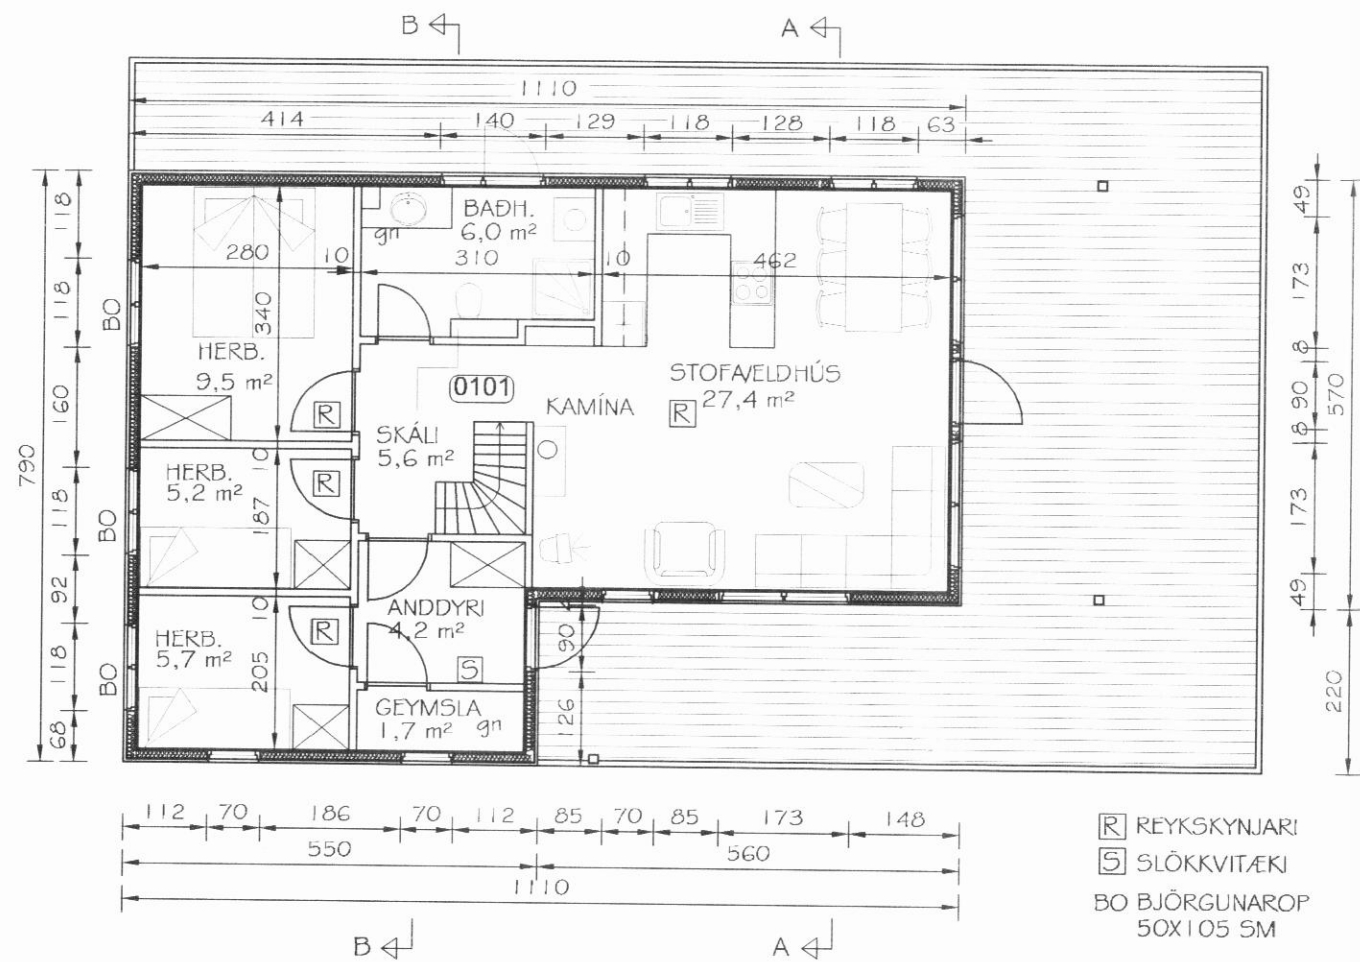 B A
1110
414 140 129 118 128 118 63
118
118
160
118
92
118
68
790
BO
BO
BO
49
173
8
90
8
173
49
570
220
BAÐH.
6,0 m²
gn
280 10 310 10 462
340
HERB.
9,5 m²
R
0101
STOFA/ELDHÚS
27,4 m²
R
KAMÍNA
SKÁLI
5,6 m²
HERB.
5,2 m²
10
187
R
ANDDYRI
4,2 m²
S
HERB.
5,7 m²
10
205
R
90
126
GEYMSLA
1,7 m² gn
112 70 186 70 112 85 70 85 173 148
550 560
1110
B A
R REYKSKYNJARI
S SLÖKKVITÆKI
BO BJÖRGUNAROP
50X105 SM